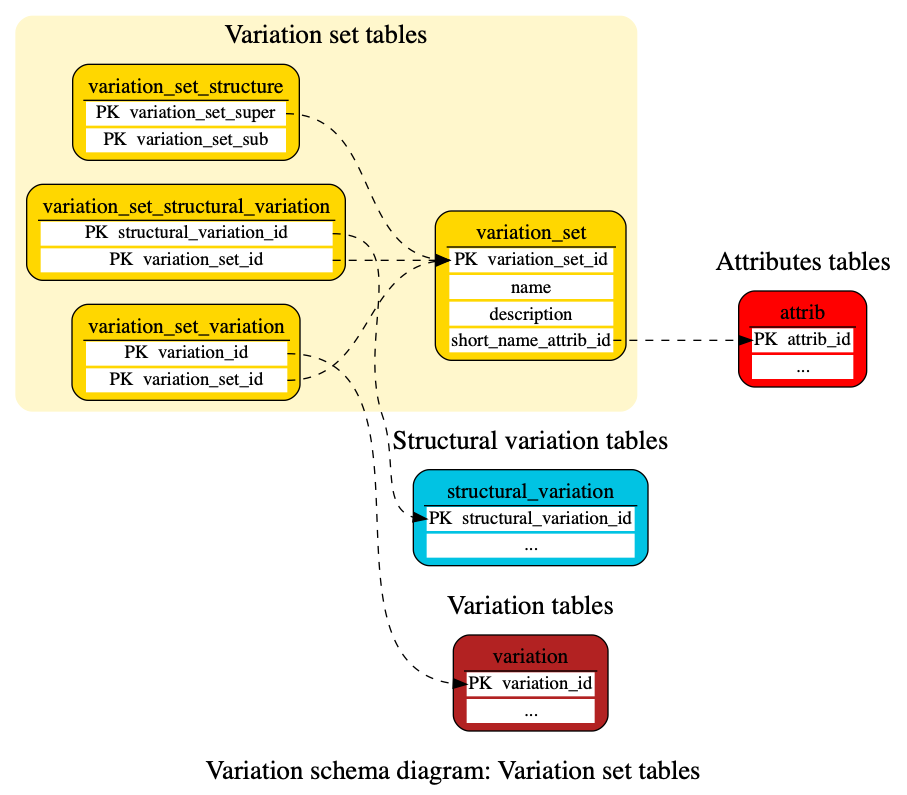 Variation set tables
variation_set_structure
PK variation_set_super
PK variation_set_sub
variation_set_structural_variation
PK structural_variation_id
PK variation_set_id
variation_set_variation
PK variation_id
PK variation_set_id
variation_set
PK variation_set_id
name
description
short_name_attrib_id
Attributes tables
attrib
PK attrib_id
...
Structural variation tables
structural_variation
PK structural_variation_id
...
Variation tables
variation
PK variation_id
...
Variation schema diagram: Variation set tables